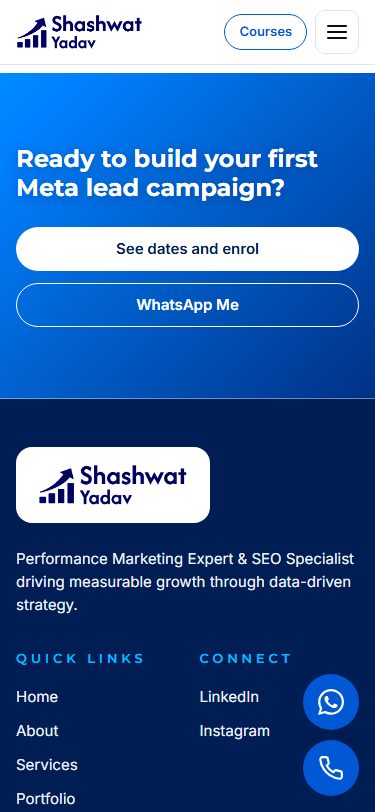 Shashwat
Yadav
Courses
Ready to build your first
Meta lead campaign?
See dates and enrol
WhatsApp Me
Shashwat
Yadav
Performance Marketing Expert & SEO Specialist
driving measurable growth through data-driven
strategy.
QUICK LINKS
Home
About
Services
Portfolio
CONNECT
LinkedIn
Instagram